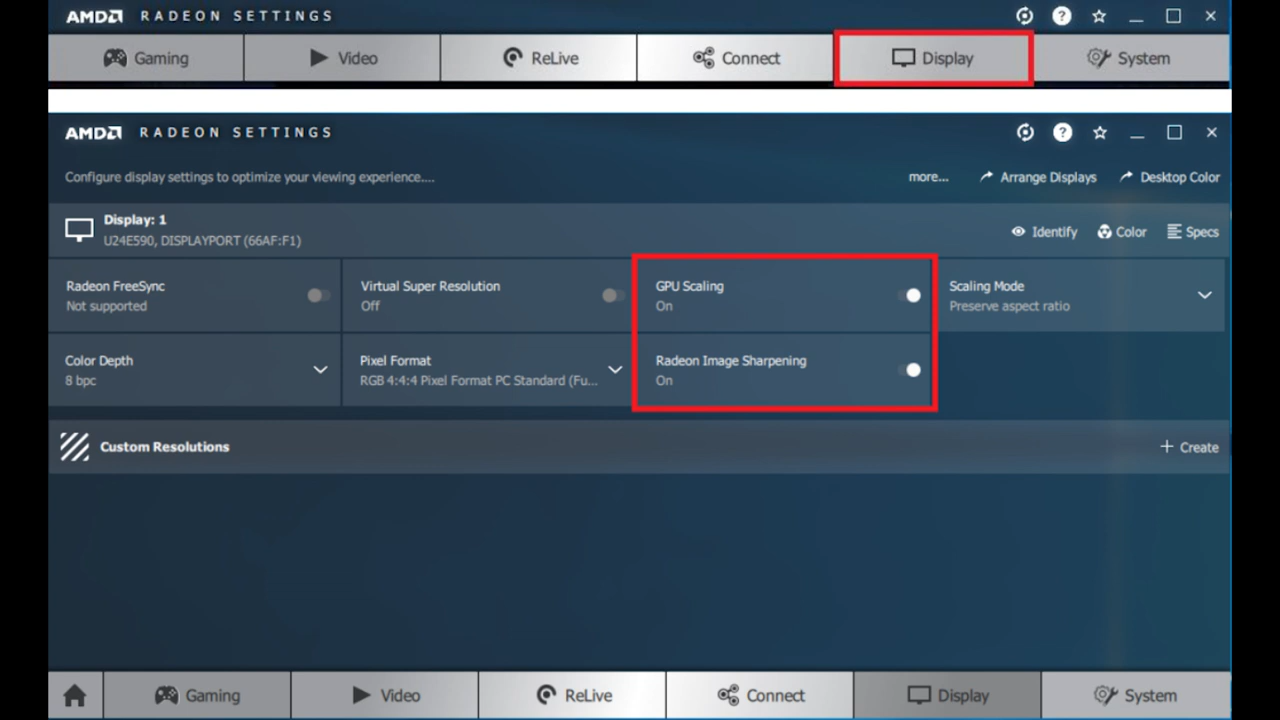 AMD RADEON SETTINGS
Gaming Video ReLive Connect Display System
AMD RADEON SETTINGS
Configure display settings to optimize your viewing experience.... more... Arrange Displays Desktop Color
Display: 1
U24E590, DISPLAYPORT (66AF:F1)
Identify Color Specs
Radeon FreeSync
Not supported
Virtual Super Resolution
Off
GPU Scaling
On
Scaling Mode
Preserve aspect ratio
Color Depth
8 bpc
Pixel Format
RGB 4:4:4 Pixel Format PC Standard (Fu...
Radeon Image Sharpening
On
Custom Resolutions + Create
Gaming Video ReLive Connect Display System